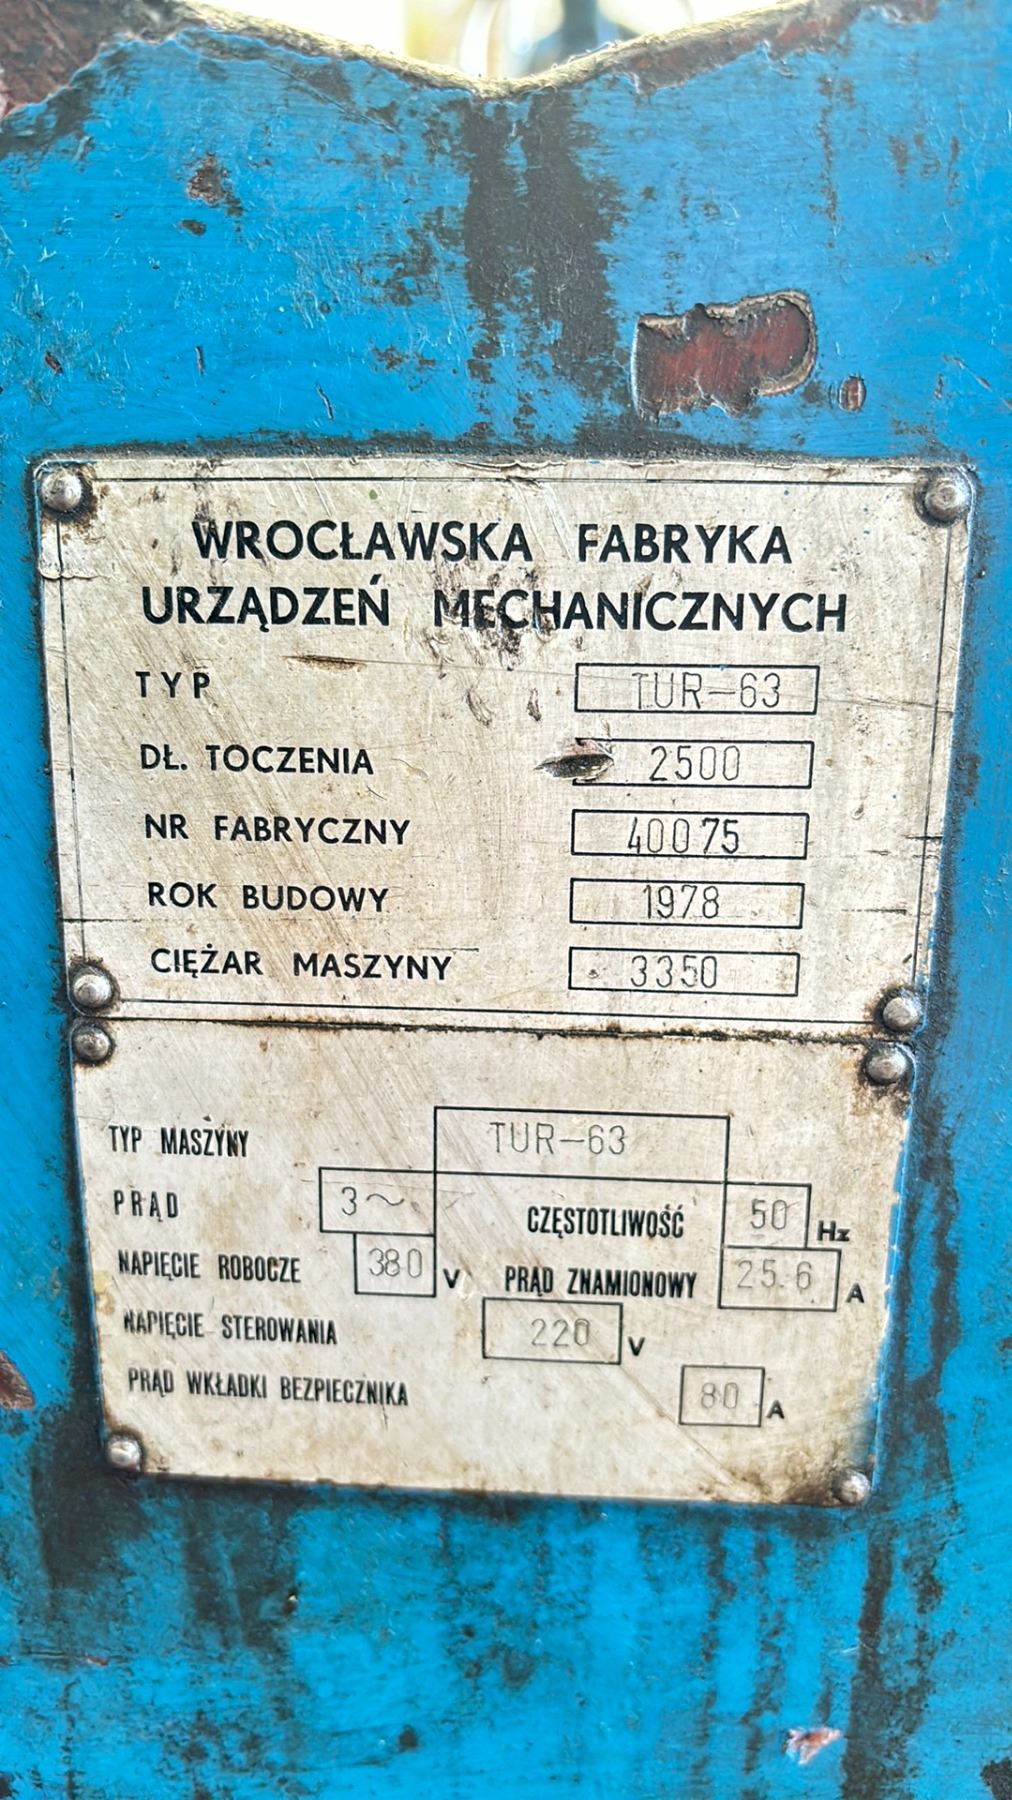 WROCŁAWSKA FABRYKA
URZĄDZEŃ MECHANICZNYCH
TYP TUR-63
DŁ. TOCZENIA 2500
NR FABRYCZNY 40075
ROK BUDOWY 1978
CIĘŻAR MASZYNY 3350
TYP MASZYNY TUR-63
PRĄD 3~ CZĘSTOTLIWOŚĆ 50 Hz
NAPIĘCIE ROBOCZE 380 V PRĄD ZNAMIONOWY 25.6 A
NAPIĘCIE STEROWANIA 220 V
PRĄD WKŁADKI BEZPIECZNIKA 80 A